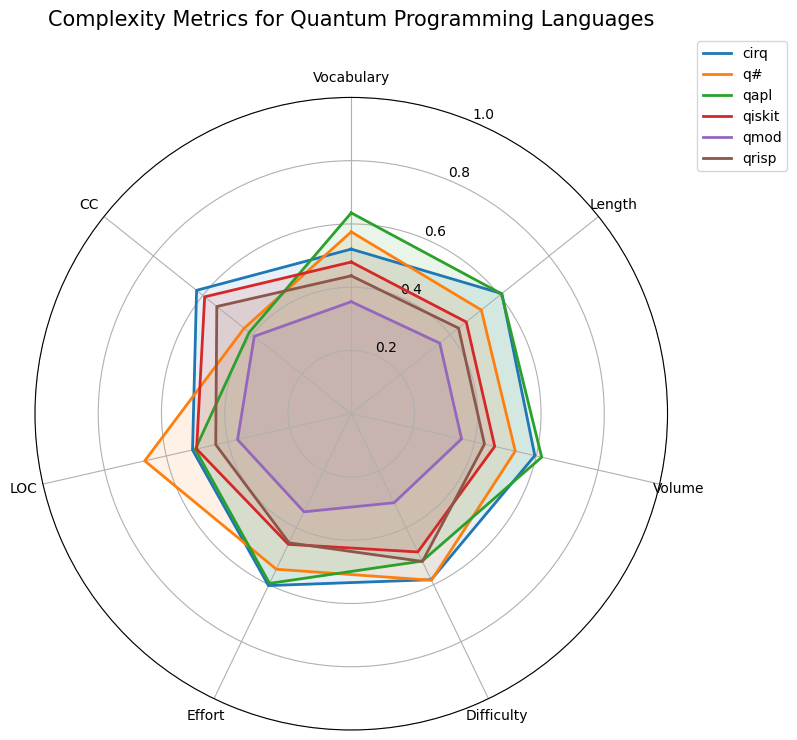 Complexity Metrics for Quantum Programming Languages
cirq
q#
qapl
qiskit
qmod
qrisp
Vocabulary
1.0
0.8
CC
Length
0.6
0.4
0.2
LOC
Volume
Effort
Difficulty